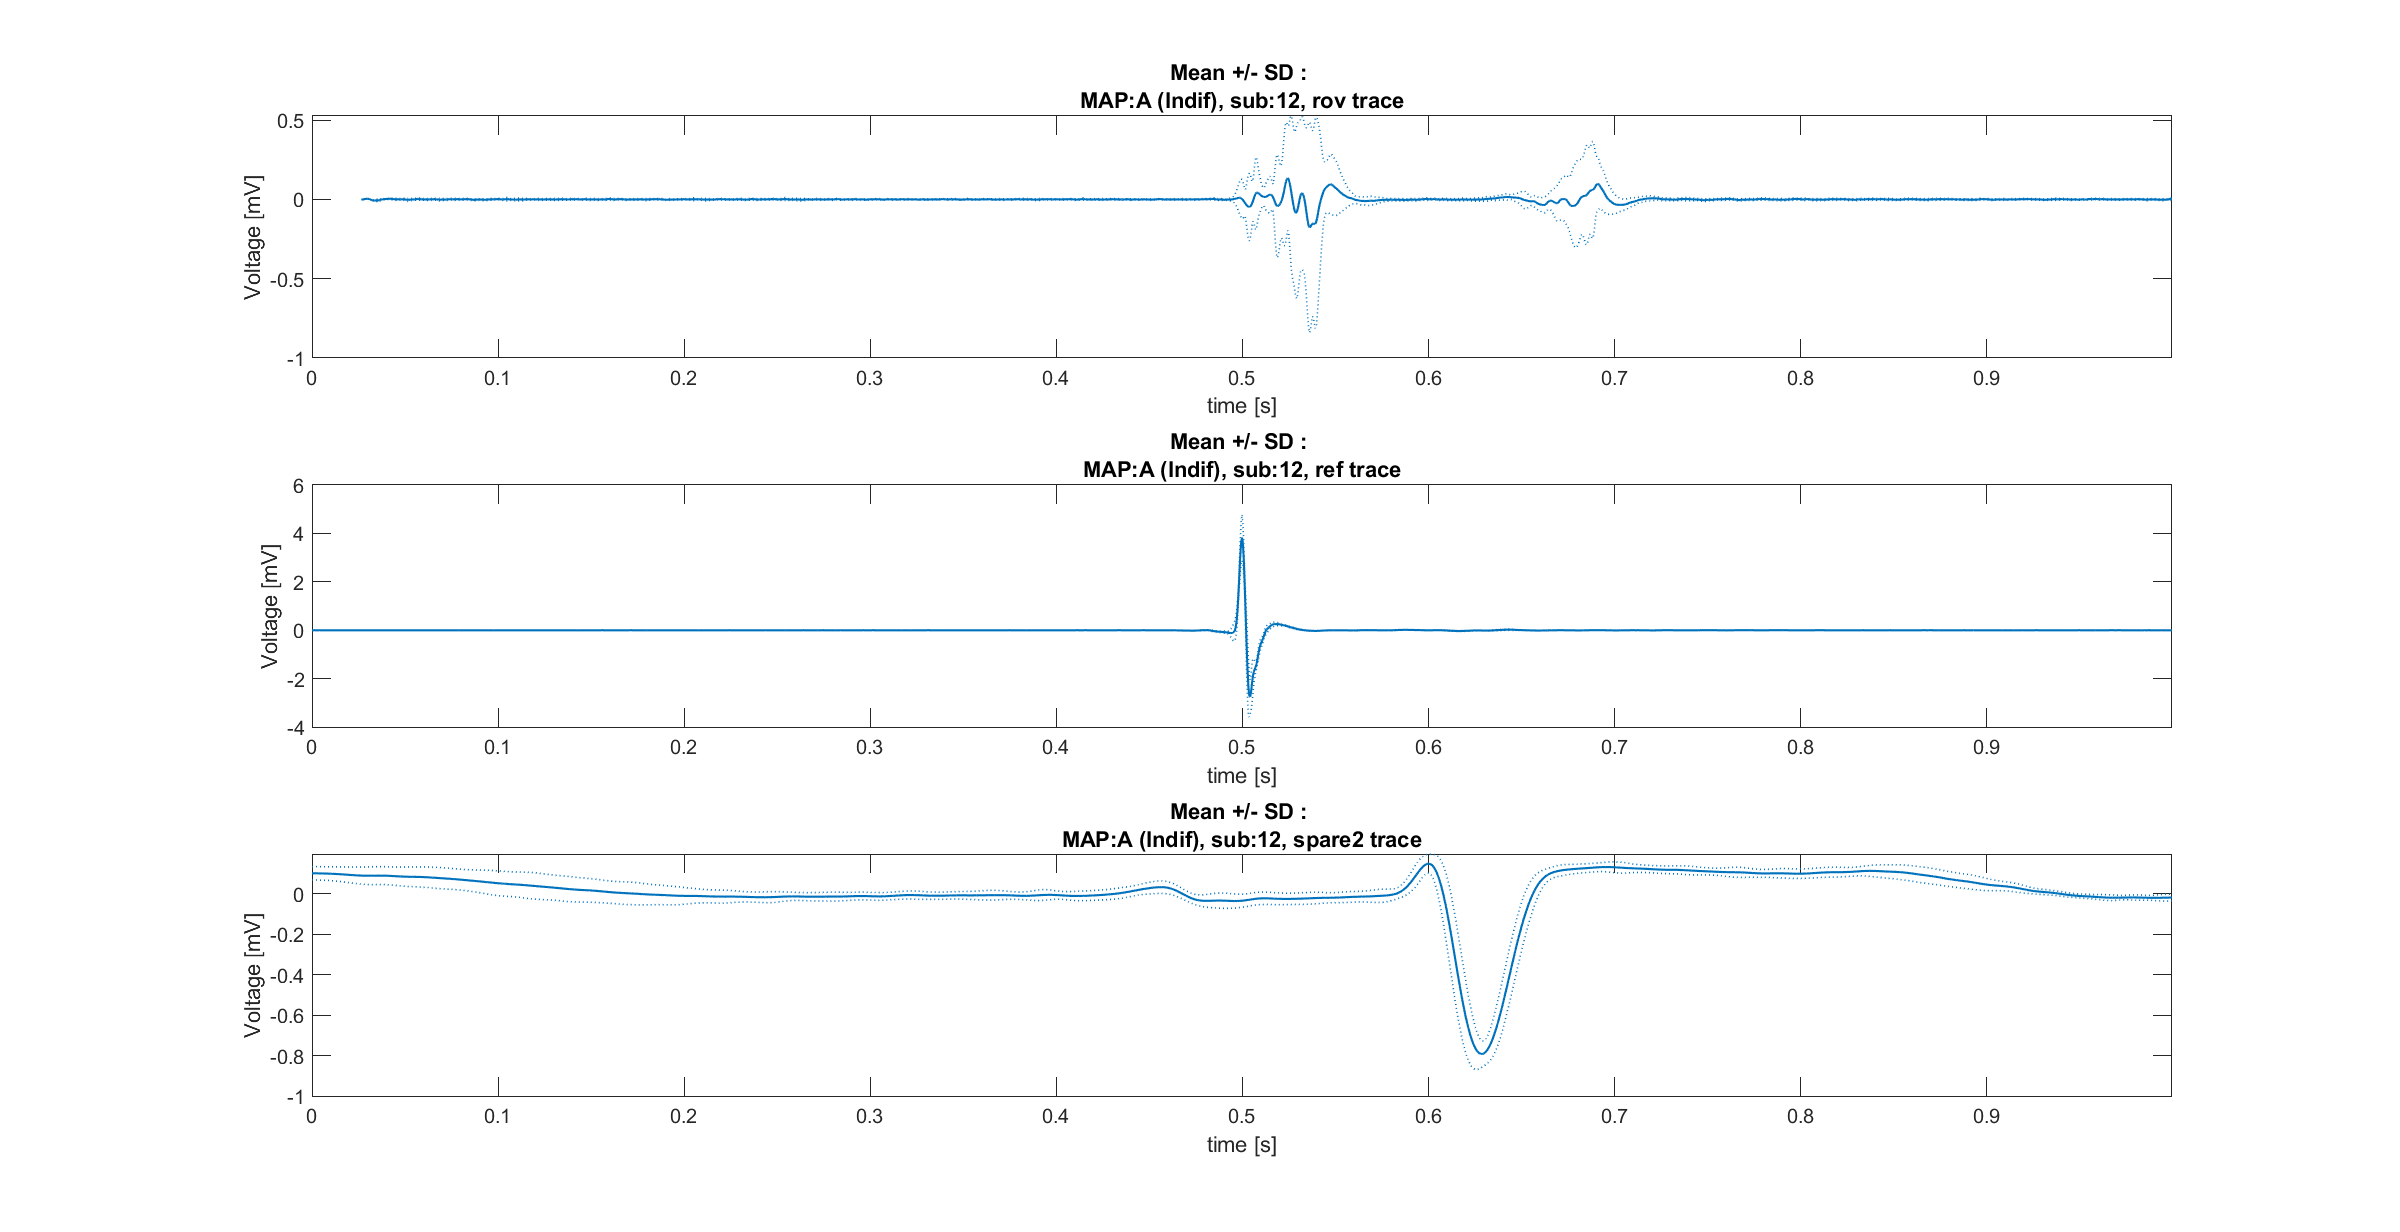 Mean +/- SD :
MAP:A (Indif), sub:12, rov trace
0.5
0
-0.5
-1
Voltage [mV]
0 0.1 0.2 0.3 0.4 0.5 0.6 0.7 0.8 0.9
time [s]
Mean +/- SD :
MAP:A (Indif), sub:12, ref trace
6
4
2
0
-2
-4
Voltage [mV]
0 0.1 0.2 0.3 0.4 0.5 0.6 0.7 0.8 0.9
time [s]
Mean +/- SD :
MAP:A (Indif), sub:12, spare2 trace
0
-0.2
-0.4
-0.6
-0.8
-1
Voltage [mV]
0 0.1 0.2 0.3 0.4 0.5 0.6 0.7 0.8 0.9
time [s]